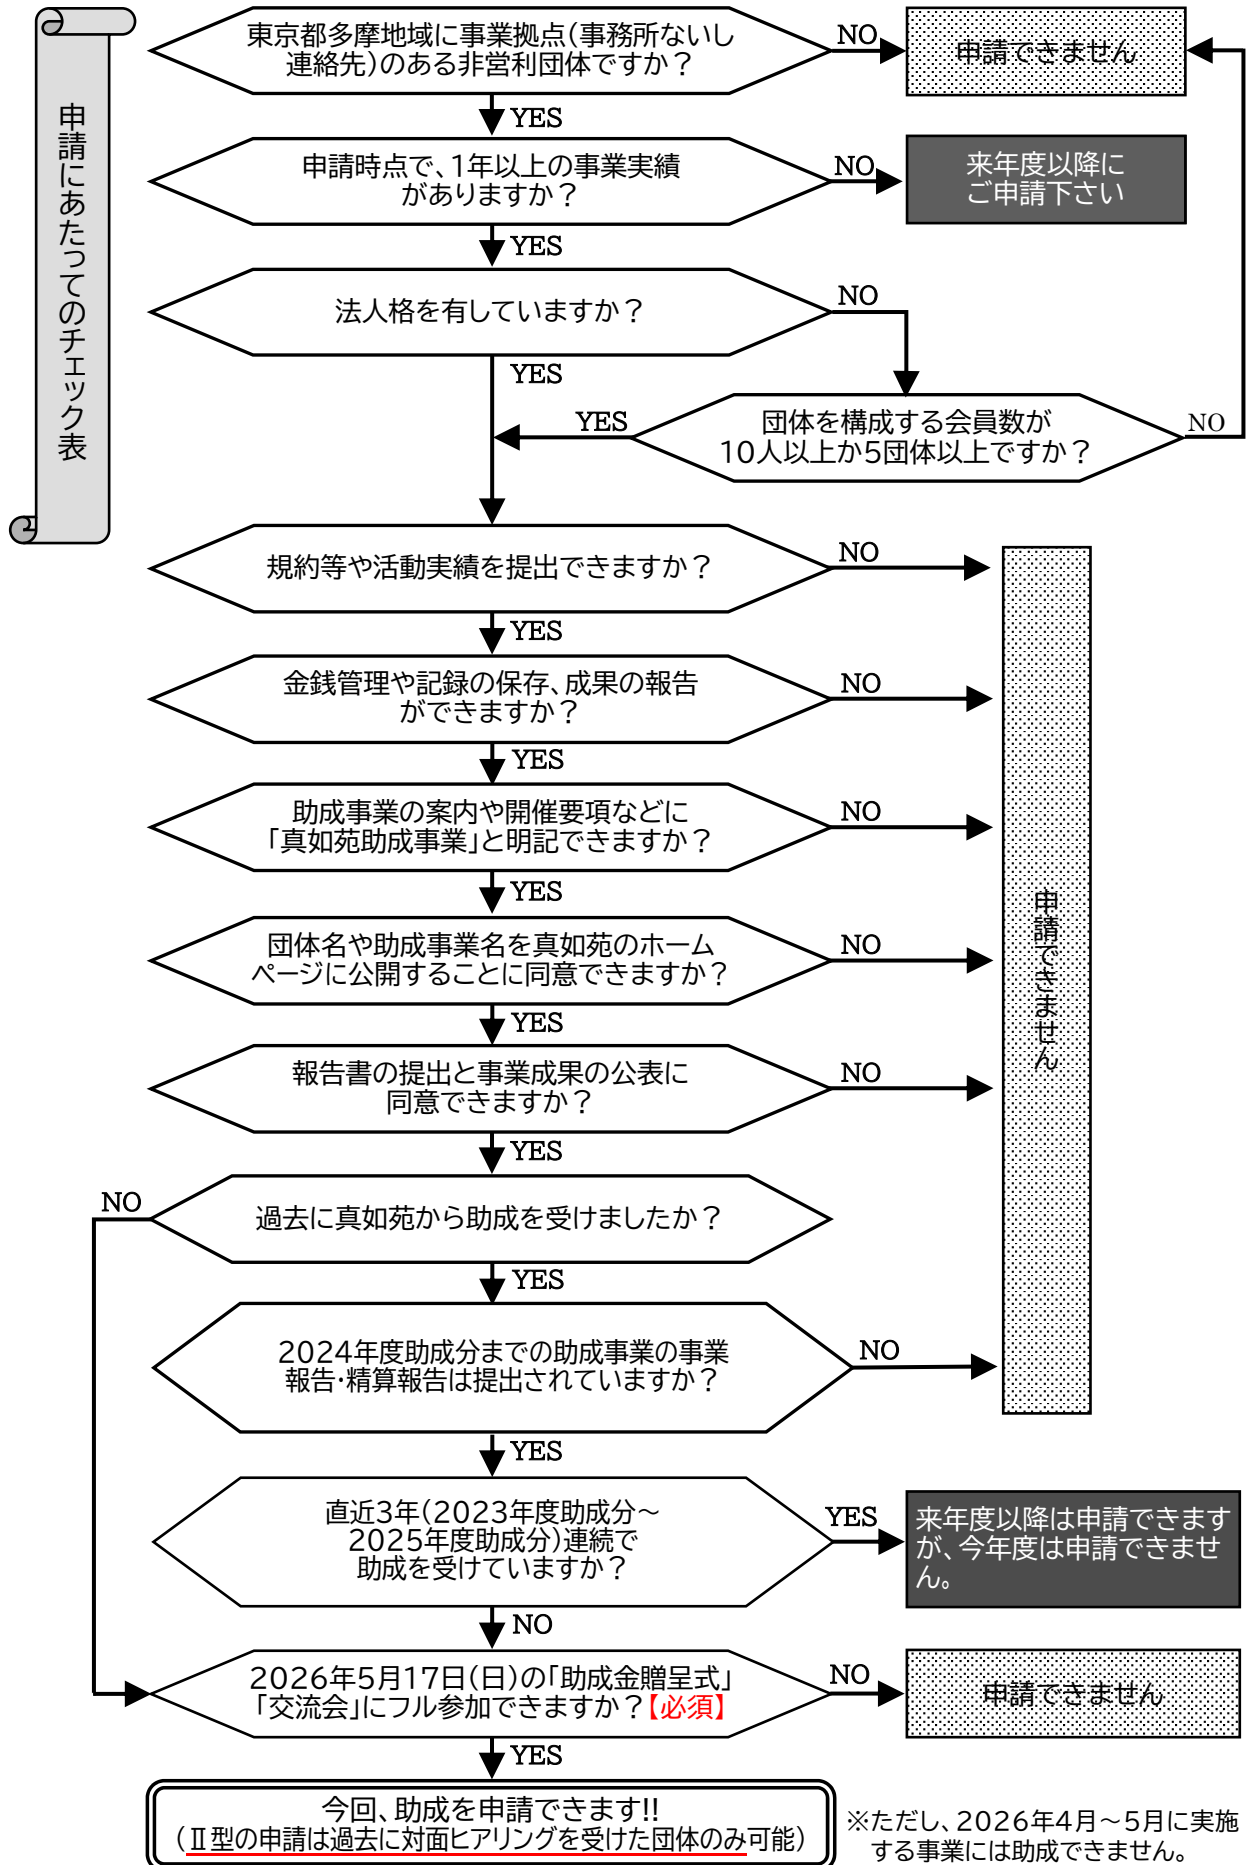 申請にあたってのチェック表
東京都多摩地域に事業拠点(事務所ないし
連絡先)のある非営利団体ですか?
NO
申請できません
YES
申請時点で、1年以上の事業実績
がありますか?
NO
来年度以降に
ご申請下さい
YES
法人格を有していますか?
NO
YES
団体を構成する会員数が
10人以上か5団体以上ですか?
YES
NO
規約等や活動実績を提出できますか?
NO
YES
金銭管理や記録の保存、成果の報告
ができますか?
NO
YES
助成事業の案内や開催要項などに
「真如苑助成事業」と明記できますか?
NO
YES
団体名や助成事業名を真如苑のホーム
ページに公開することに同意できますか?
NO
YES
報告書の提出と事業成果の公表に
同意できますか?
NO
申請できません
YES
過去に真如苑から助成を受けましたか?
NO
YES
2024年度助成分までの助成事業の事業
報告・精算報告は提出されていますか?
NO
YES
直近3年(2023年度助成分～
2025年度助成分)連続で
助成を受けていますか?
YES
来年度以降は申請できます
が、今年度は申請できませ
ん。
NO
2026年5月17日(日)の「助成金贈呈式」
「交流会」にフル参加できますか?【必須】
NO
申請できません
YES
今回、助成を申請できます!!
(Ⅱ型の申請は過去に対面ヒアリングを受けた団体のみ可能)
※ただし、2026年4月～5月に実施
する事業には助成できません。